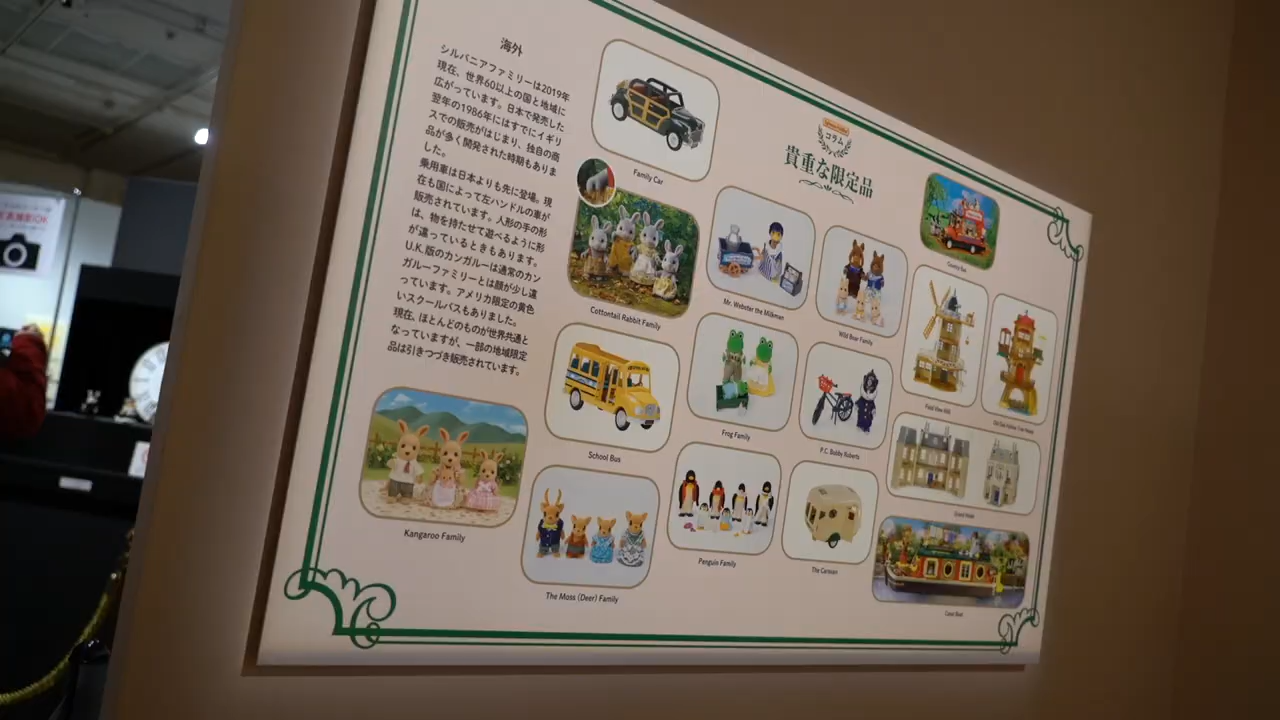 海外
シルバニアファミリーは2019年
現在、世界60以上の国と地域に
広がっています。日本で発売した
翌年の1986年にはすでにイギリ
スでの販売がはじまり、独自の商
品が多く開発された時期もありま
した。
乗用車は日本よりも先に登場。現
在も国によって左ハンドルの車が
販売されています。人形の手の形
は、物を持たせて遊べるように形
が違っているときもあります。
U.K.版のカンガルーは通常のカン
ガルーファミリーとは顔が少し違
っています。アメリカ限定の黄色
いスクールバスもありました。
現在、ほとんどのものが世界共通と
なっていますが、一部の地域限定
品は引きつづき販売されています。
コラム
貴重な限定品
Family Car
Cottontail Rabbit Family
Mr. Webster the Milkman
Wild Bear Family
School Bus
Frog Family
P.C. Bobby Roberts
Kangaroo Family
The Moss (Deer) Family
Penguin Family
The Caravan
Canal Boat